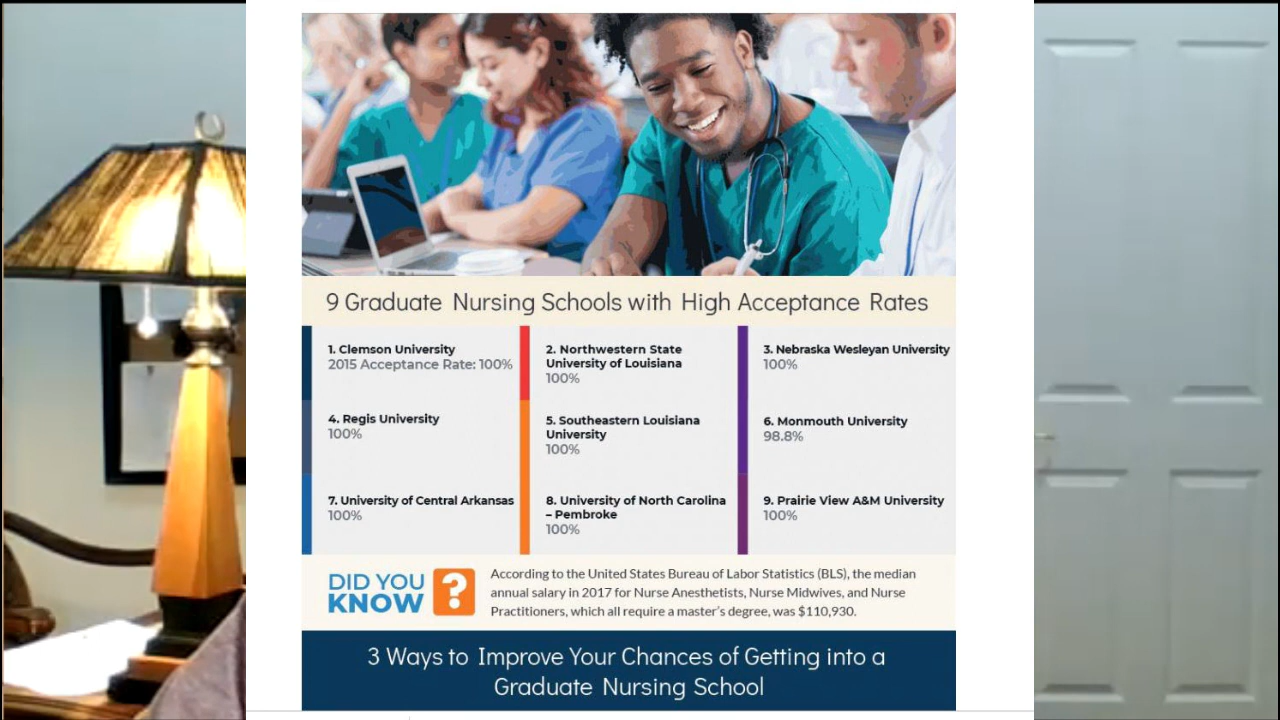 9 Graduate Nursing Schools with High Acceptance Rates
1. Clemson University
2015 Acceptance Rate: 100%
2. Northwestern State
University of Louisiana
100%
3. Nebraska Wesleyan University
100%
4. Regis University
100%
5. Southeastern Louisiana
University
100%
6. Monmouth University
98.8%
7. University of Central Arkansas
100%
8. University of North Carolina
– Pembroke
100%
9. Prairie View A&M University
100%
DID YOU
KNOW
?
According to the United States Bureau of Labor Statistics (BLS), the median
annual salary in 2017 for Nurse Anesthetists, Nurse Midwives, and Nurse
Practitioners, which all require a master's degree, was $110,930.
3 Ways to Improve Your Chances of Getting into a
Graduate Nursing School